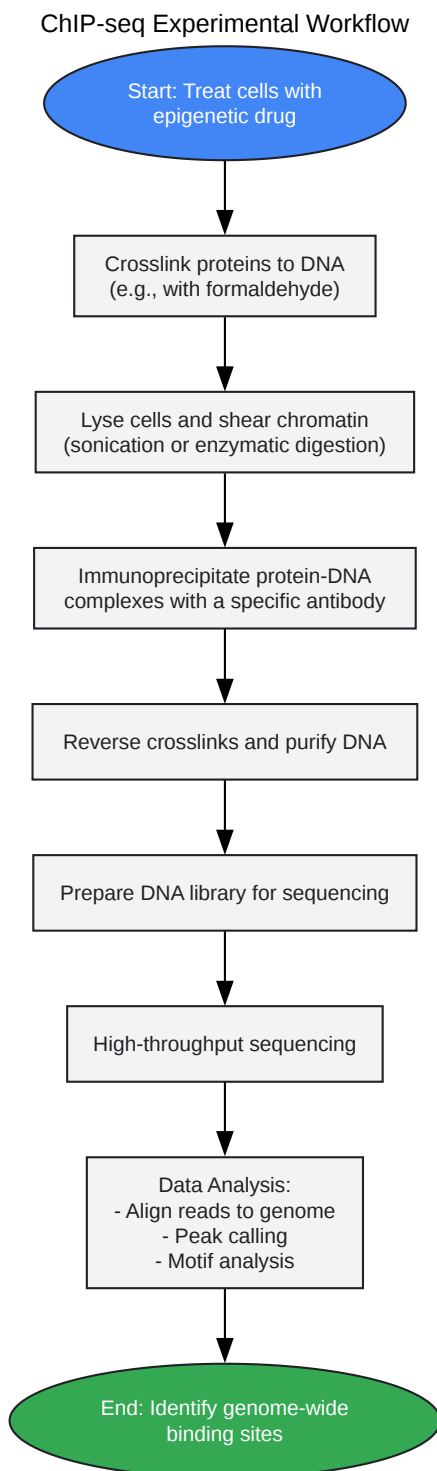 ChIP-seq Experimental Workflow
Start: Treat cells with
epigenetic drug
Crosslink proteins to DNA
(e.g., with formaldehyde)
Lyse cells and shear chromatin
(sonication or enzymatic digestion)
Immunoprecipitate protein-DNA
complexes with a specific antibody
Reverse crosslinks and purify DNA
Prepare DNA library for sequencing
High-throughput sequencing
Data Analysis:
- Align reads to genome
- Peak calling
- Motif analysis
End: Identify genome-wide
binding sites